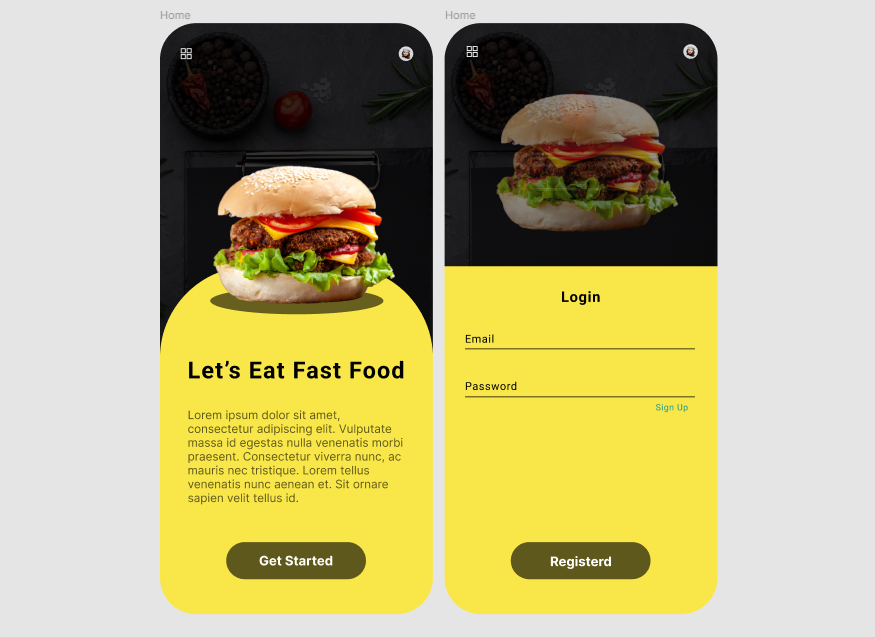 Home
Let’s Eat Fast Food
Lorem ipsum dolor sit amet,
consectetur adipiscing elit. Vulputate
massa id egestas nulla venenatis morbi
praesent. Consectetur viverra nunc, ac
mauris nec tristique. Lorem tellus
venenatis nunc aenean et. Sit ornare
sapien velit tellus id.
Get Started
Home
Login
Email
Password
Sign Up
Registerd